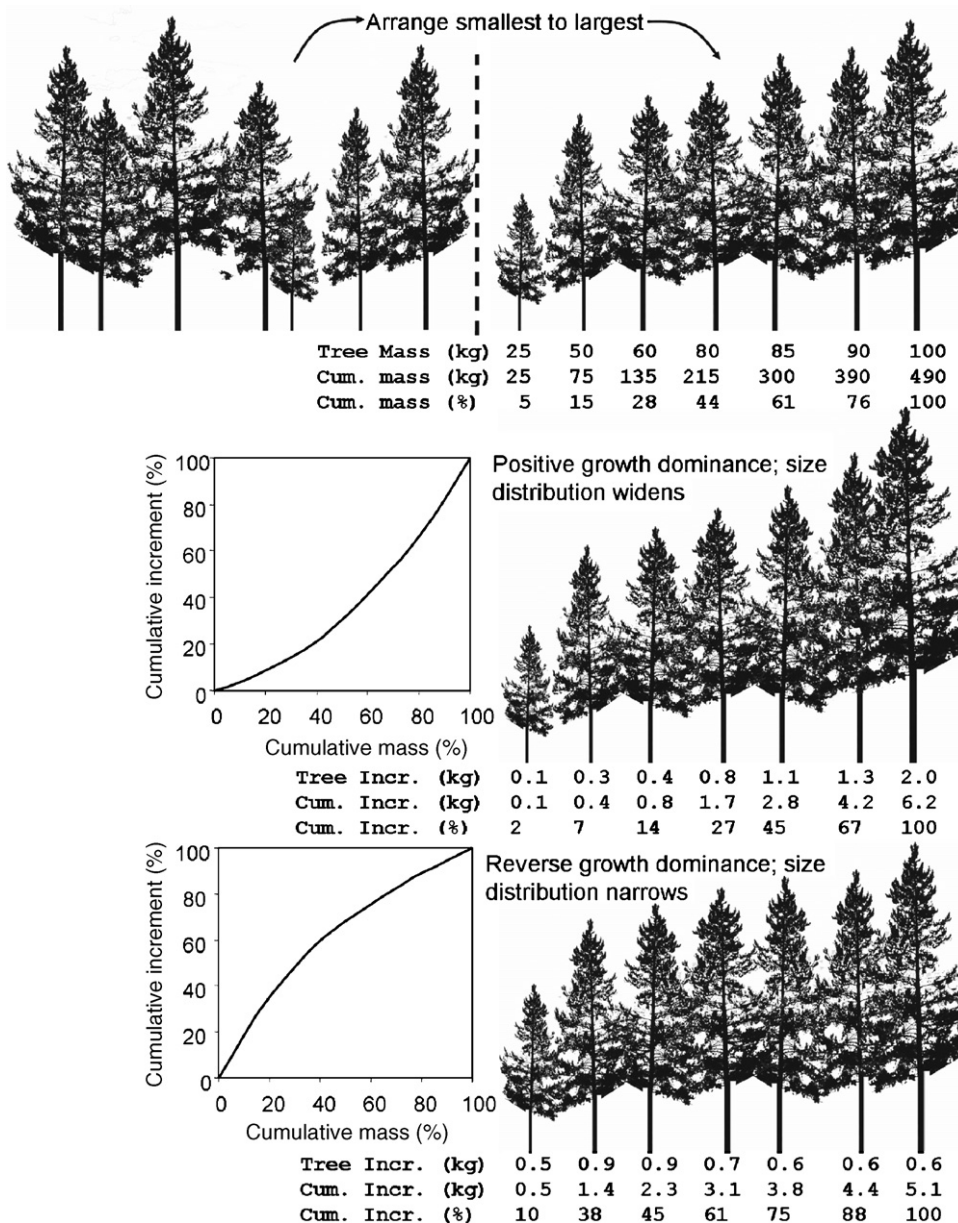 Arrange smallest to largest
Tree Mass (kg) 25 50 60 80 85 90 100
Cum. mass (kg) 25 75 135 215 300 390 490
Cum. mass (%) 5 15 28 44 61 76 100
Positive growth dominance; size
distribution widens
Cumulative increment (%)
100
80
60
40
20
0
0 20 40 60 80 100
Cumulative mass (%)
Tree Incr. (kg) 0.1 0.3 0.4 0.8 1.1 1.3 2.0
Cum. Incr. (kg) 0.1 0.4 0.8 1.7 2.8 4.2 6.2
Cum. Incr. (%) 2 7 14 27 45 67 100
Reverse growth dominance; size
distribution narrows
Cumulative increment (%)
100
80
60
40
20
0
0 20 40 60 80 100
Cumulative mass (%)
Tree Incr. (kg) 0.5 0.9 0.9 0.7 0.6 0.6 0.6
Cum. Incr. (kg) 0.5 1.4 2.3 3.1 3.8 4.4 5.1
Cum. Incr. (%) 10 38 45 61 75 88 100